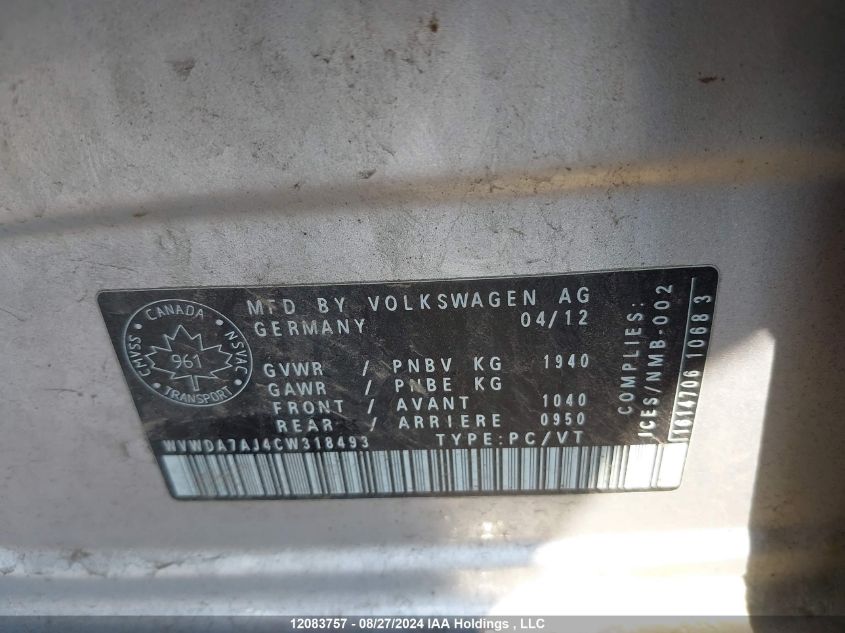 MFD BY VOLKSWAGEN AG
GERMANY 04/12
CANADA
CMVSS NSVAC
961
TRANSPORT
GVWR / PNBV KG 1940
GAWR / PNBE KG
FRONT / AVANT 1040
REAR / ARRIERE 0950
WVWDA7AJ4CW318493 TYPE:PC/VT
COMPLIES:
ICES/NMB-002
1614706 10683
12083757 - 08/27/2024 IAA Holdings , LLC